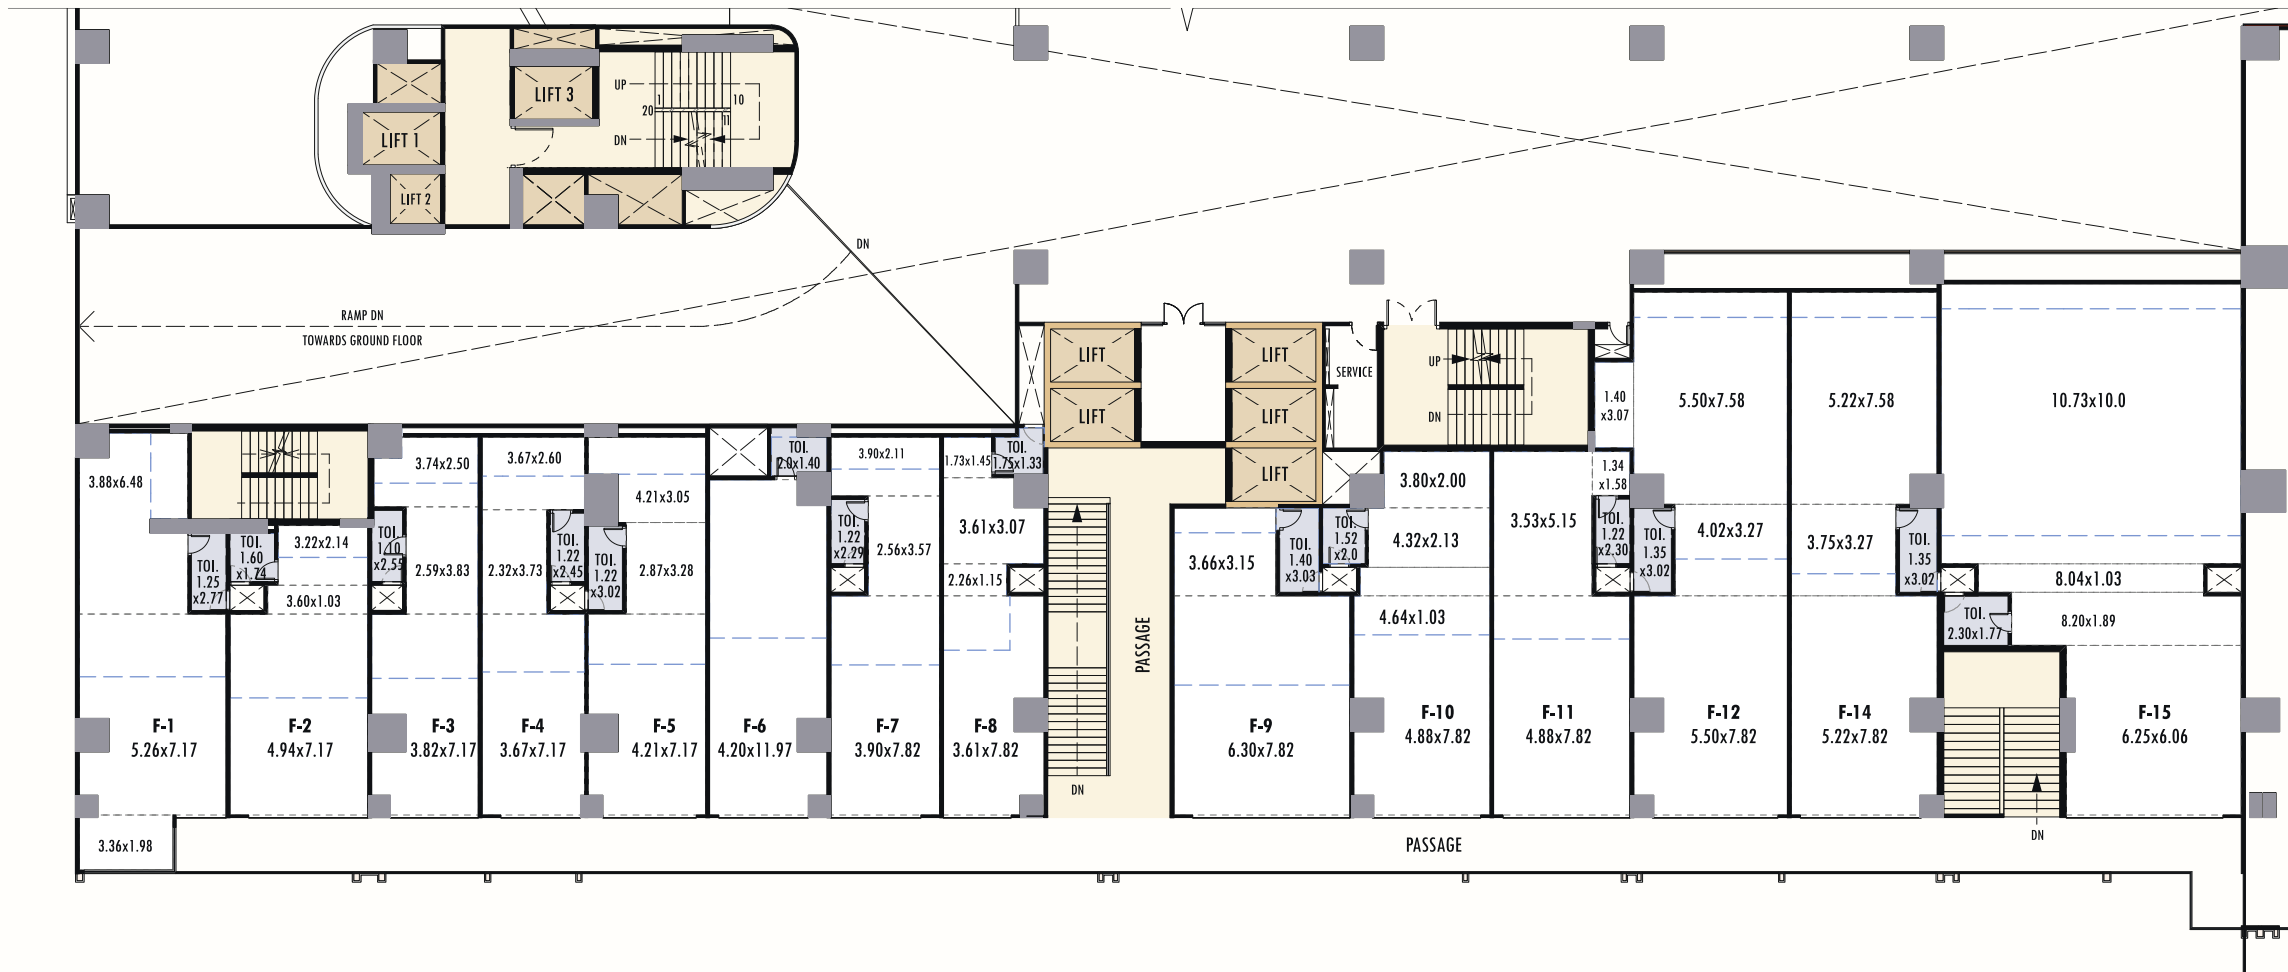 LIFT 3
UP
1
10
20
11
DN
LIFT 1
LIFT 2
DN
RAMP DN
TOWARDS GROUND FLOOR
LIFT
LIFT
SERVICE
UP
DN
LIFT
LIFT
LIFT
1.40
x3.07
5.50x7.58
5.22x7.58
10.73x10.0
3.88x6.48
3.74x2.50
3.67x2.60
4.21x3.05
TOI.
2.0x1.40
3.90x2.11
1.73x1.45
TOI.
1.75x1.33
3.80x2.00
1.34
x1.58
TOI.
1.25
x2.77
TOI.
1.60
x1.74
3.22x2.14
3.60x1.03
TOI.
1.10
x2.55
2.59x3.83
2.32x3.73
TOI.
1.22
x2.45
TOI.
1.22
x3.02
2.87x3.28
TOI.
1.22
x2.29
2.56x3.57
3.61x3.07
2.26x1.15
PASSAGE
3.66x3.15
TOI.
1.40
x3.03
TOI.
1.52
x2.0
4.32x2.13
4.64x1.03
3.53x5.15
TOI.
1.22
x2.30
TOI.
1.35
x3.02
4.02x3.27
3.75x3.27
TOI.
1.35
x3.02
8.04x1.03
TOI.
2.30x1.77
8.20x1.89
F-1
5.26x7.17
F-2
4.94x7.17
F-3
3.82x7.17
F-4
3.67x7.17
F-5
4.21x7.17
F-6
4.20x11.97
F-7
3.90x7.82
F-8
3.61x7.82
DN
F-9
6.30x7.82
F-10
4.88x7.82
F-11
4.88x7.82
F-12
5.50x7.82
F-14
5.22x7.82
F-15
6.25x6.06
DN
3.36x1.98
PASSAGE